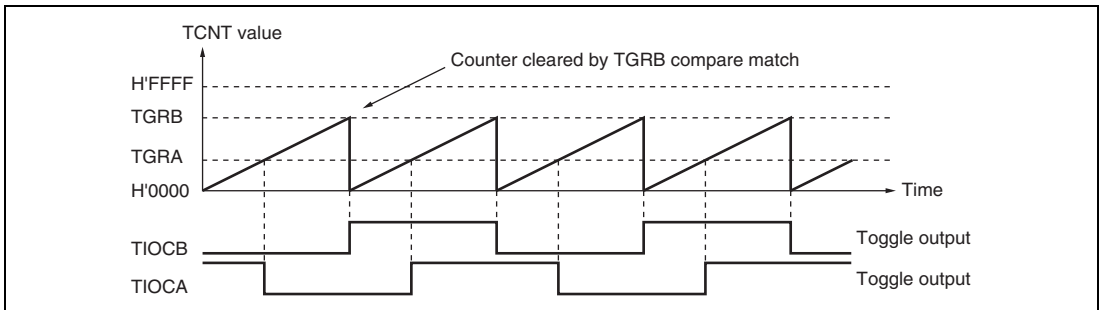 TCNT value
Counter cleared by TGRB compare match
H'FFFF
TGRB
TGRA
H'0000
Time
TIOCB
Toggle output
TIOCA
Toggle output